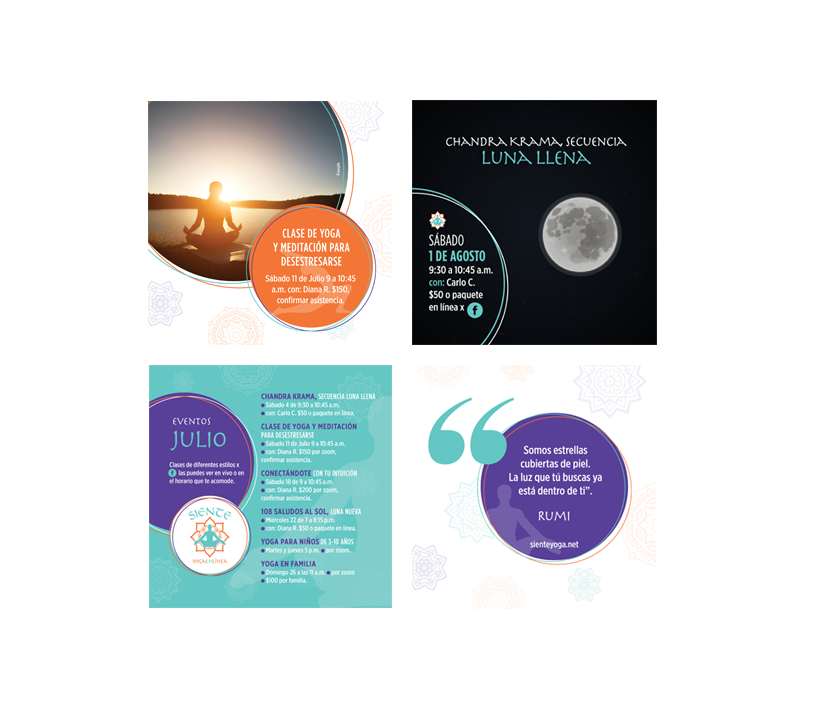 freepik
CLASE DE YOGA
Y MEDITACIÓN PARA
DESESTRESARSE
Sábado 11 de Julio 9 a 10:45
a.m. con: Diana R. $150,
confirmar asistencia.
CHANDRA KRAMA, SECUENCIA
LUNA LLENA
SÁBADO
1 DE AGOSTO
9:30 a 10:45 a.m.
con: Carlo C.
$50 o paquete
en línea x f
EVENTOS
JULIO
Clases de diferentes estilos x
f las puedes ver en vivo o en
el horario que te acomode.
SIENTE
YOGA EN LÍNEA
CHANDRA KRAMA, SECUENCIA LUNA LLENA
● Sábado 4 de 9:30 a 10:45 a.m.
● con: Carlo C. $50 o paquete en línea,
CLASE DE YOGA Y MEDITACIÓN
PARA DESESTRESARSE
● Sábado 11 de Julio 9 a 10:45 a.m.
● con: Diana R. $150 por zoom,
confirmar asistencia.
CONECTÁNDOTE CON TU INTUICIÓN
● Sábado 18 de 9 a 10:45 a.m.
● con: Diana R. $200 por zoom,
confirmar asistencia.
108 SALUDOS AL SOL, LUNA NUEVA
● Miércoles 22 de 7 a 8:15 p.m.
● con: Diana R. $50 o paquete en línea.
YOGA PARA NIÑOS DE 5-10 AÑOS
● Martes y jueves 5 p.m. ● por zoom.
YOGA EN FAMILIA
● Domingo 26 a las 11 a.m. ● por zoom
● $100 por familia.
“
Somos estrellas
cubiertas de piel.
La luz que tú buscas ya
está dentro de ti”.
RUMI
sienteyoga.net